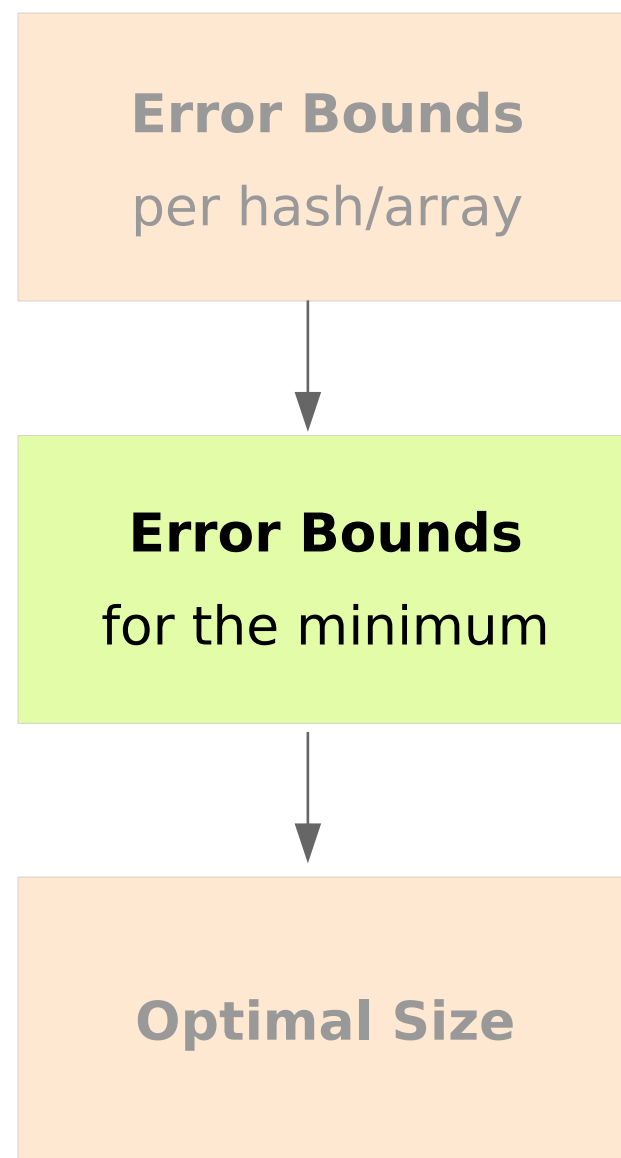 Error Bounds
per hash/array
Error Bounds
for the minimum
Optimal Size